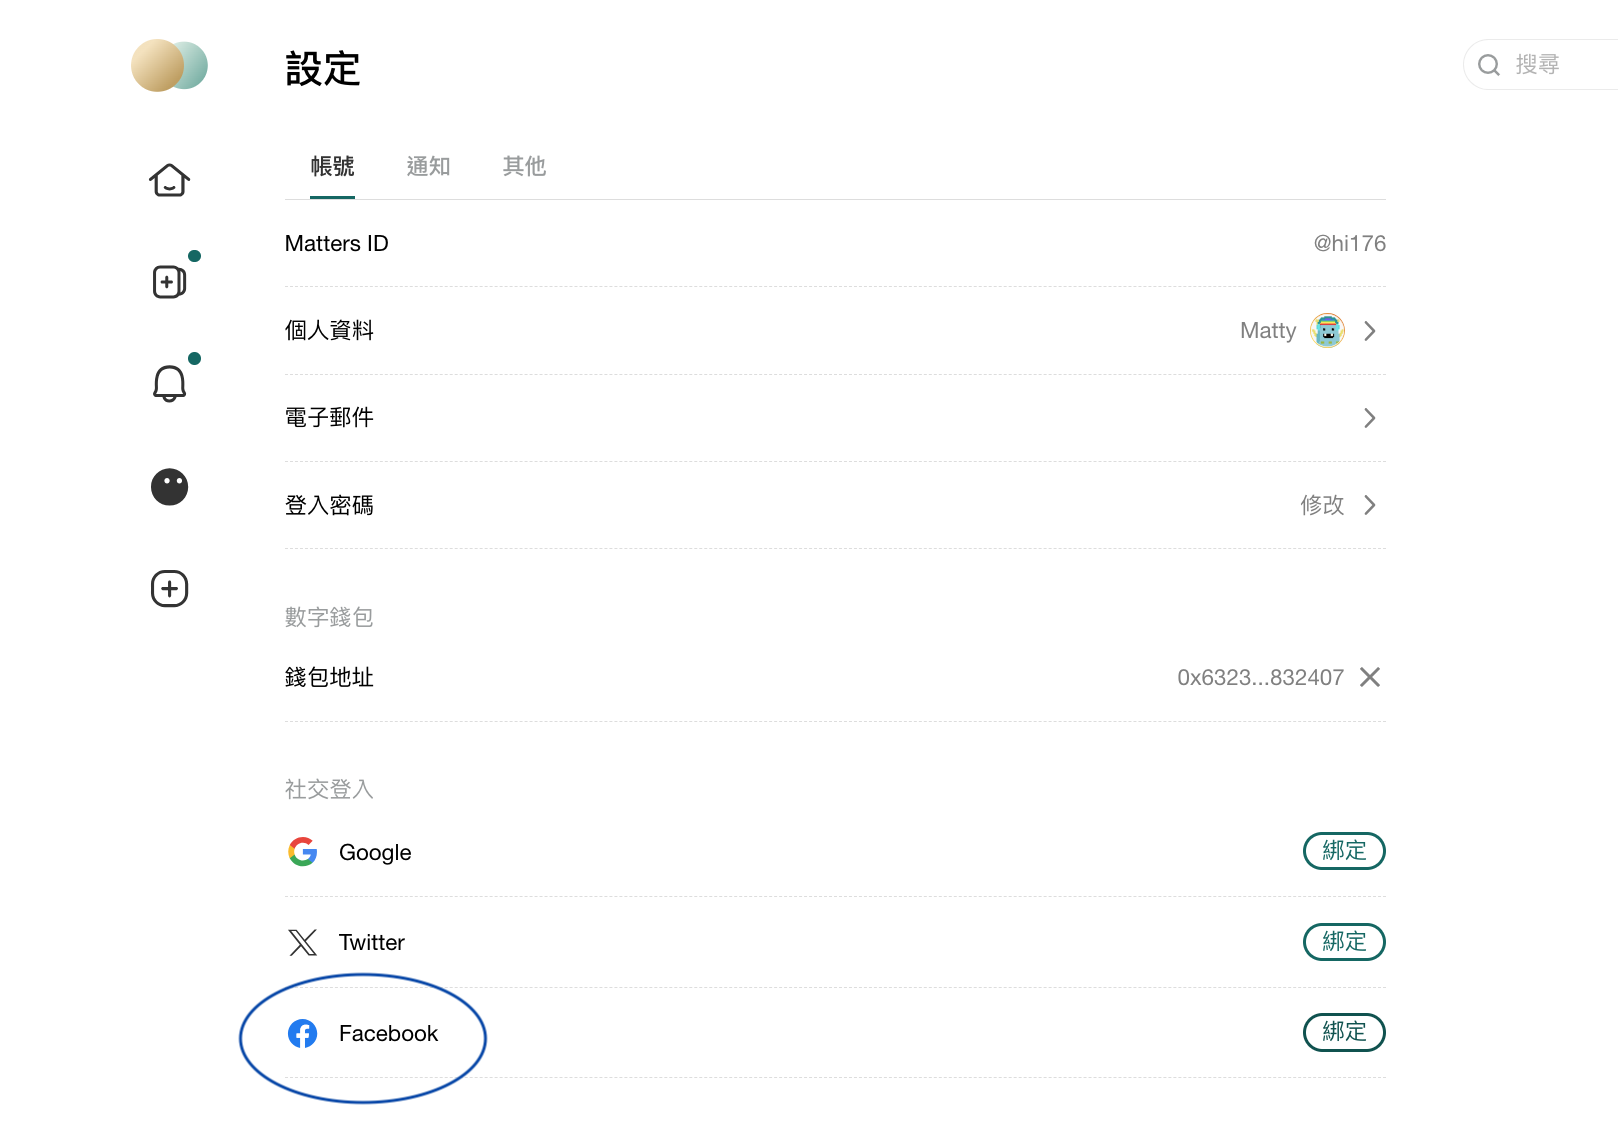 設定
搜尋
帳號 通知 其他
Matters ID @hi176
個人資料 Matty
電子郵件
登入密碼 修改
數字錢包
錢包地址 0x6323...832407
社交登入
Google 綁定
Twitter 綁定
Facebook 綁定